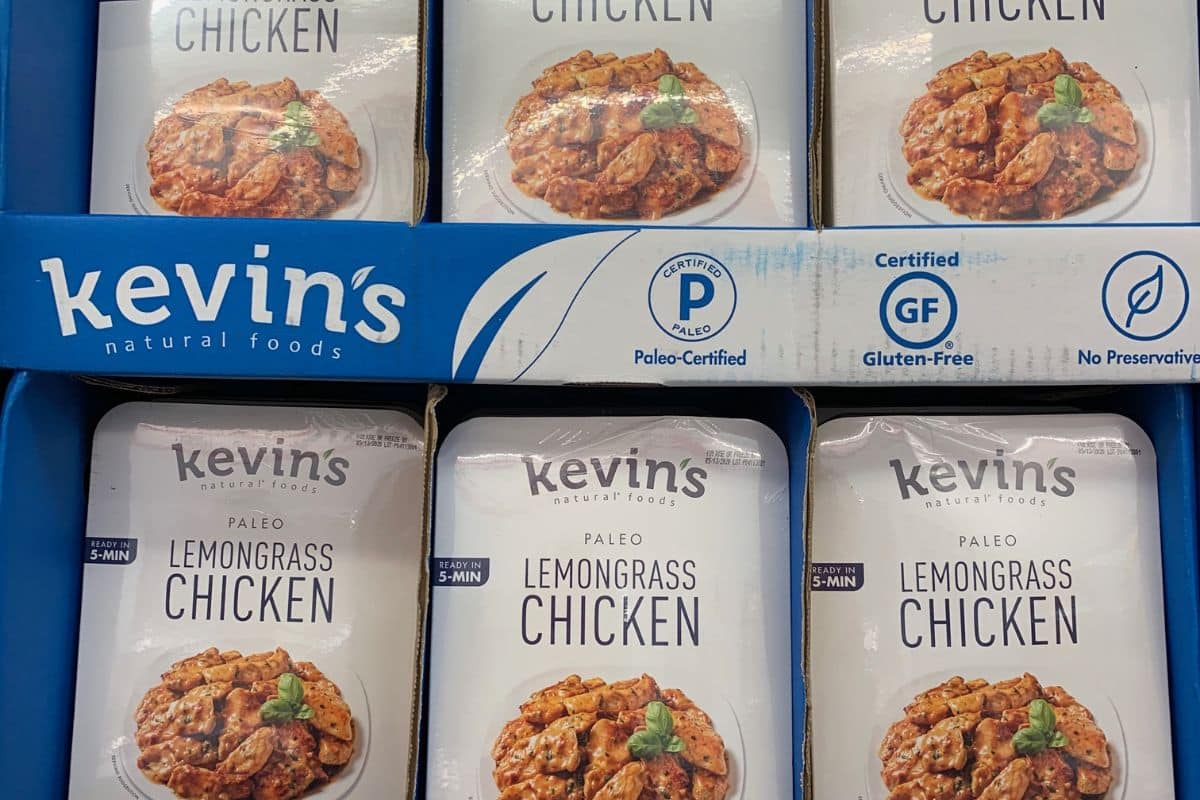 LEMONGRASS
CHICKEN
CHICKEN
CHICKEN
kevin's
natural foods
CERTIFIED
P
PALEO
Paleo-Certified
Certified
GF
®
Gluten-Free
No Preservative
kevin's
natural® foods
PALEO
READY IN
5-MIN
LEMONGRASS
CHICKEN
kevin's
natural® foods
PALEO
READY IN
5-MIN
LEMONGRASS
CHICKEN
kevin's
natural® foods
PALEO
READY IN
5-MIN
LEMONGRASS
CHICKEN